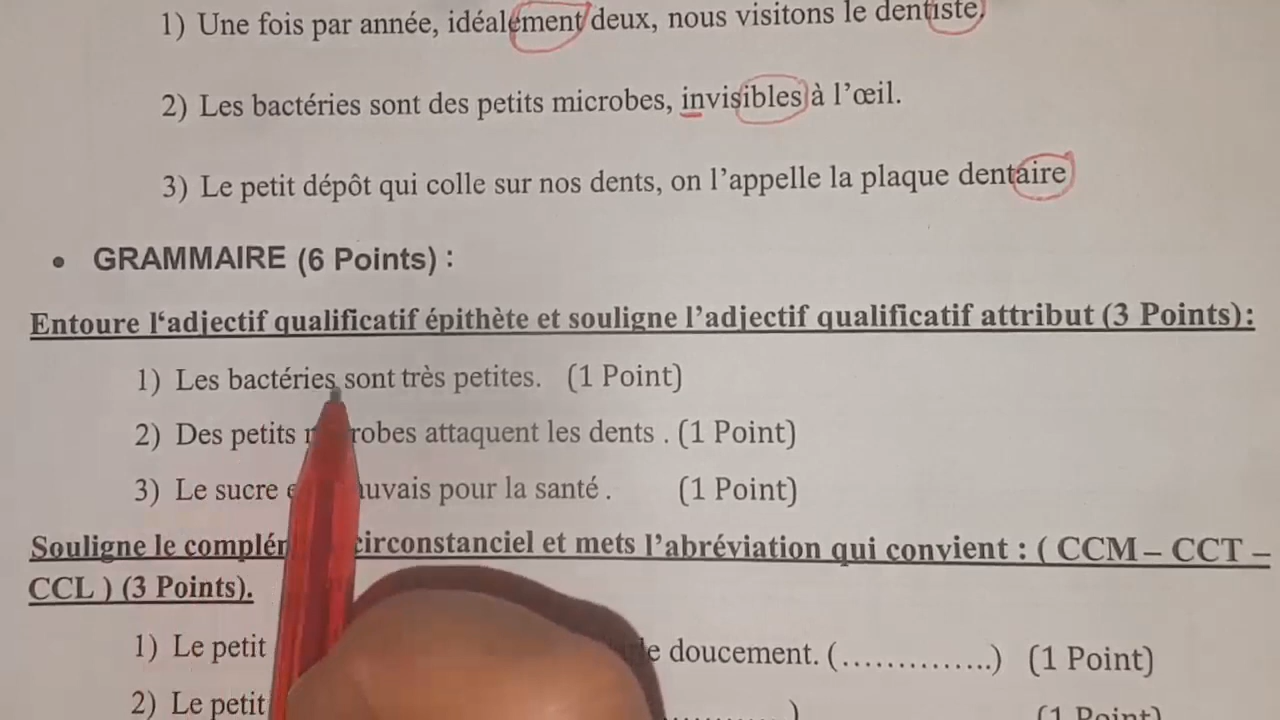 1) Une fois par année, idéalement deux, nous visitons le dentiste,
2) Les bactéries sont des petits microbes, invisibles à l'œil.
3) Le petit dépôt qui colle sur nos dents, on l'appelle la plaque dentaire
• GRAMMAIRE (6 Points) :
Entoure l‘adjectif qualificatif épithète et souligne l'adjectif qualificatif attribut (3 Points):
1) Les bactéries sont très petites. (1 Point)
2) Des petits robes attaquent les dents . (1 Point)
3) Le sucre uvais pour la santé . (1 Point)
Souligne le complé circonstanciel et mets l'abréviation qui convient : ( CCM – CCT –
CCL ) (3 Points).
1) Le petit doucement. (..............) (1 Point)
2) Le petit ..........) (1 Point)